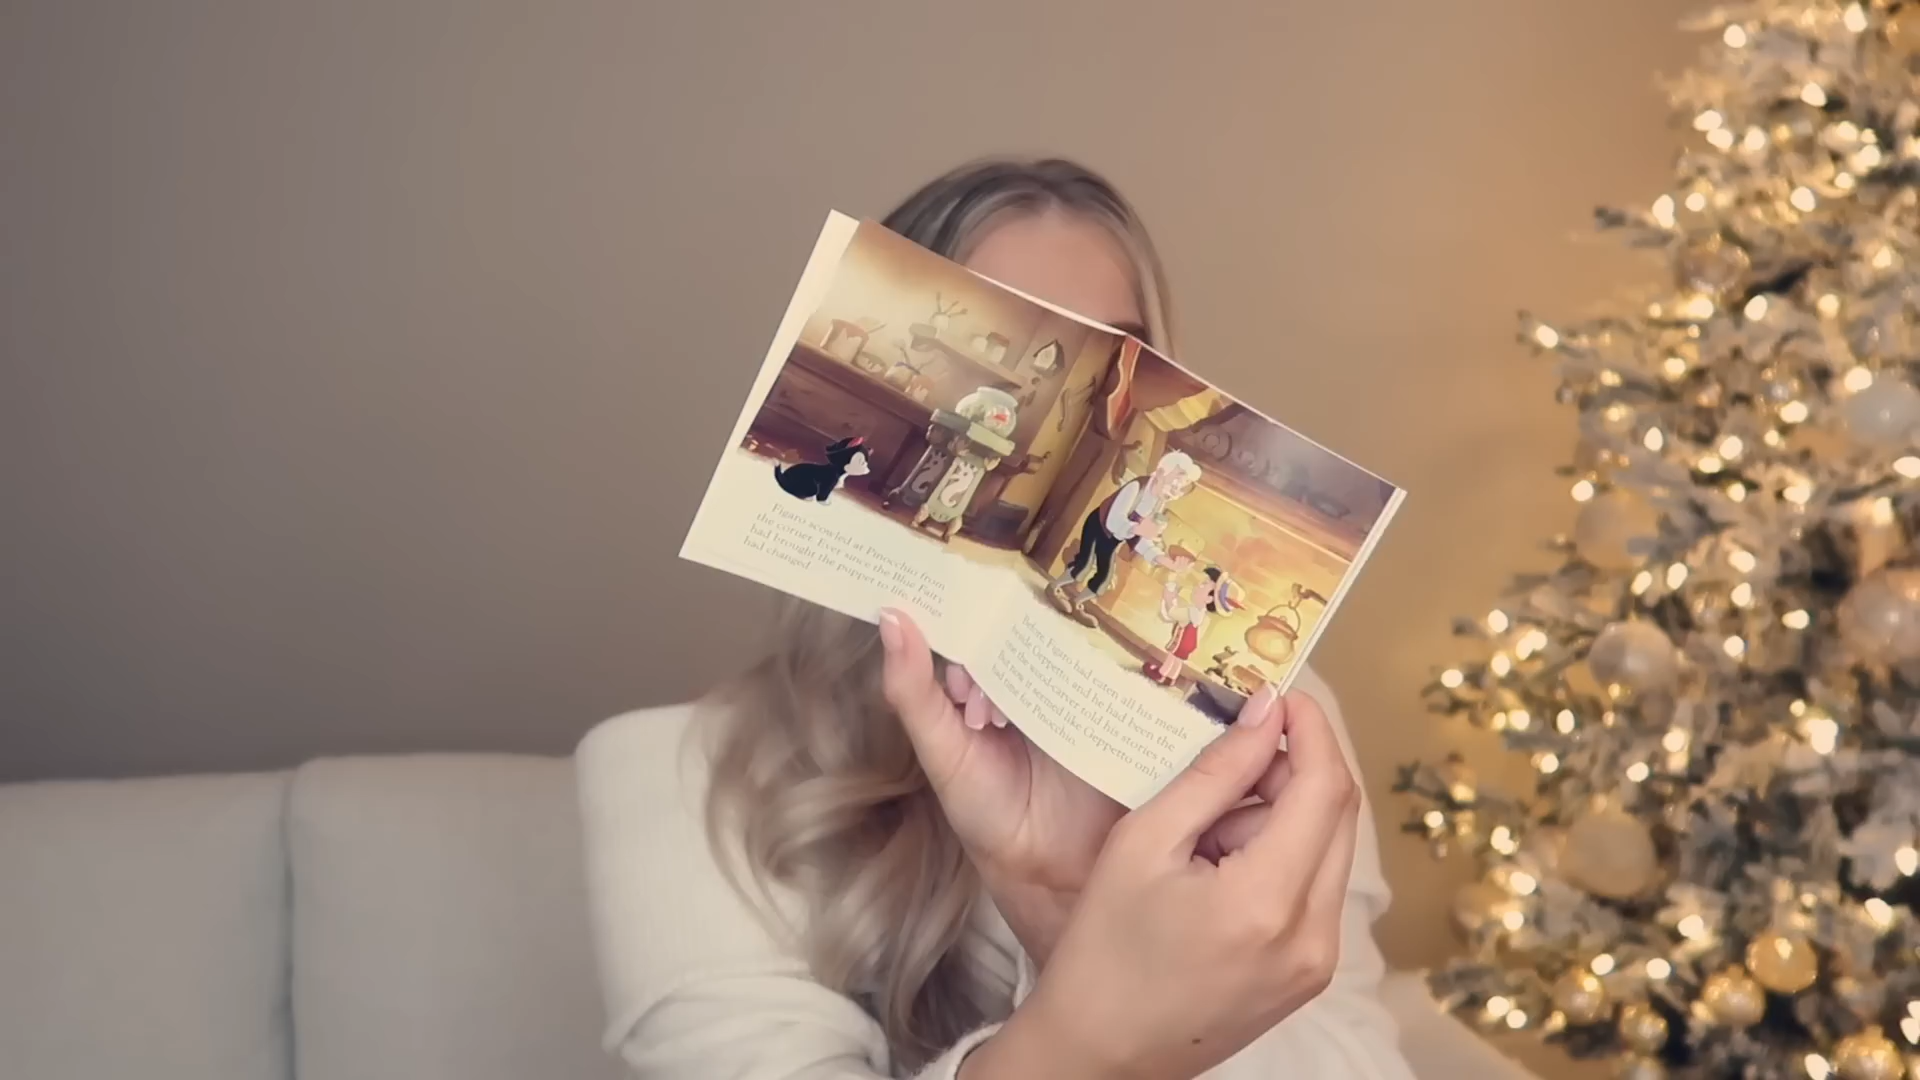 Figaro scowled at Pinocchio from
the corner. Ever since the Blue Fairy
had brought the puppet to life, things
had changed.
Before, Figaro had eaten all his meals
beside Geppetto, and he had been the
one the wood-carver told his stories to.
But now it seemed like Geppetto only
had time for Pinocchio.